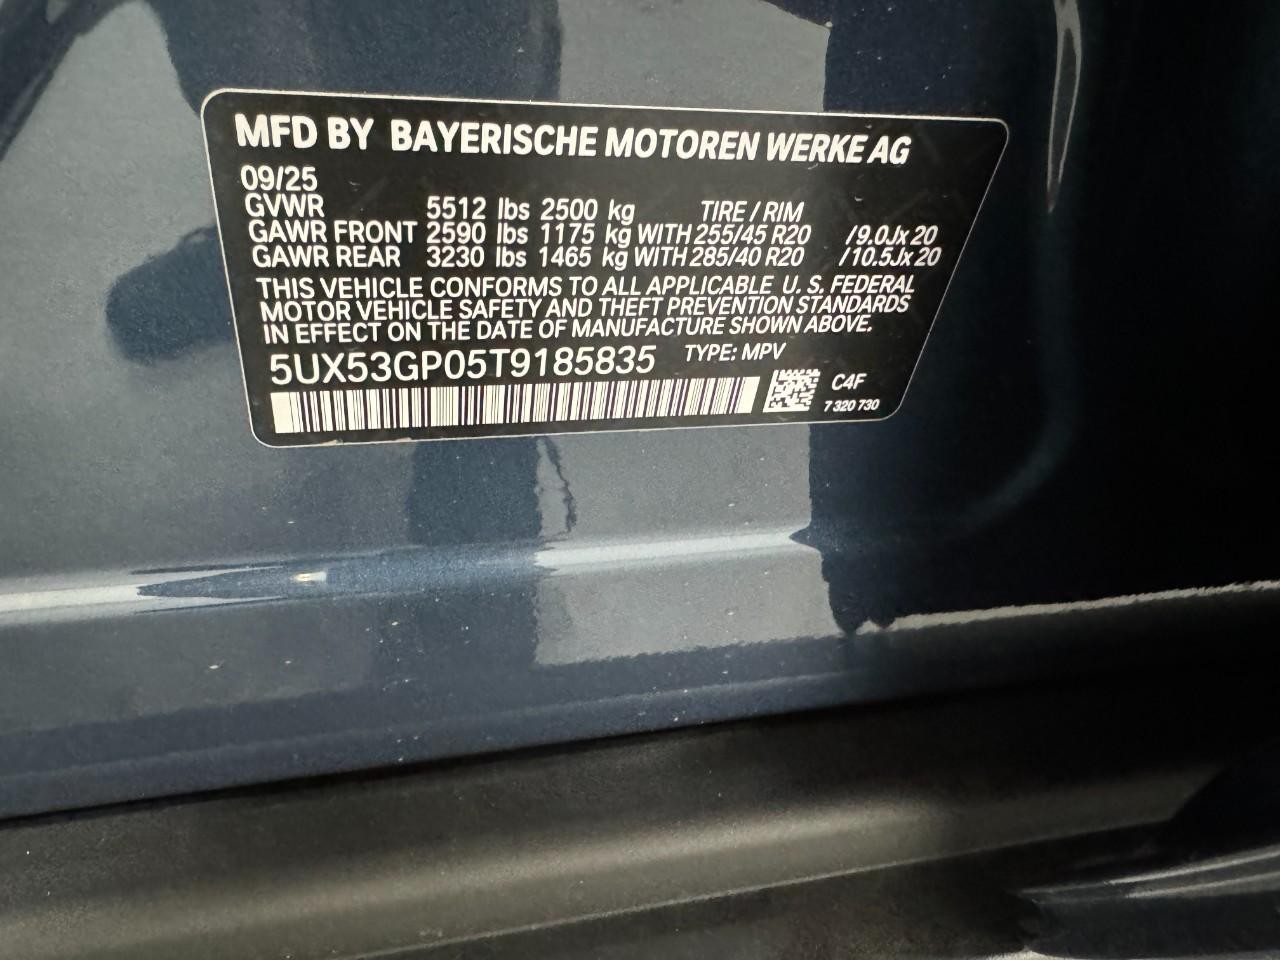 MFD BY BAYERISCHE MOTOREN WERKE AG
09/25
GVWR 5512 lbs 2500 kg TIRE / RIM
GAWR FRONT 2590 lbs 1175 kg WITH 255/45 R20 /9.0Jx20
GAWR REAR 3230 lbs 1465 kg WITH 285/40 R20 /10.5Jx20
THIS VEHICLE CONFORMS TO ALL APPLICABLE U. S. FEDERAL
MOTOR VEHICLE SAFETY AND THEFT PREVENTION STANDARDS
IN EFFECT ON THE DATE OF MANUFACTURE SHOWN ABOVE.
5UX53GP05T9185835 TYPE: MPV
C4F
7 320 730